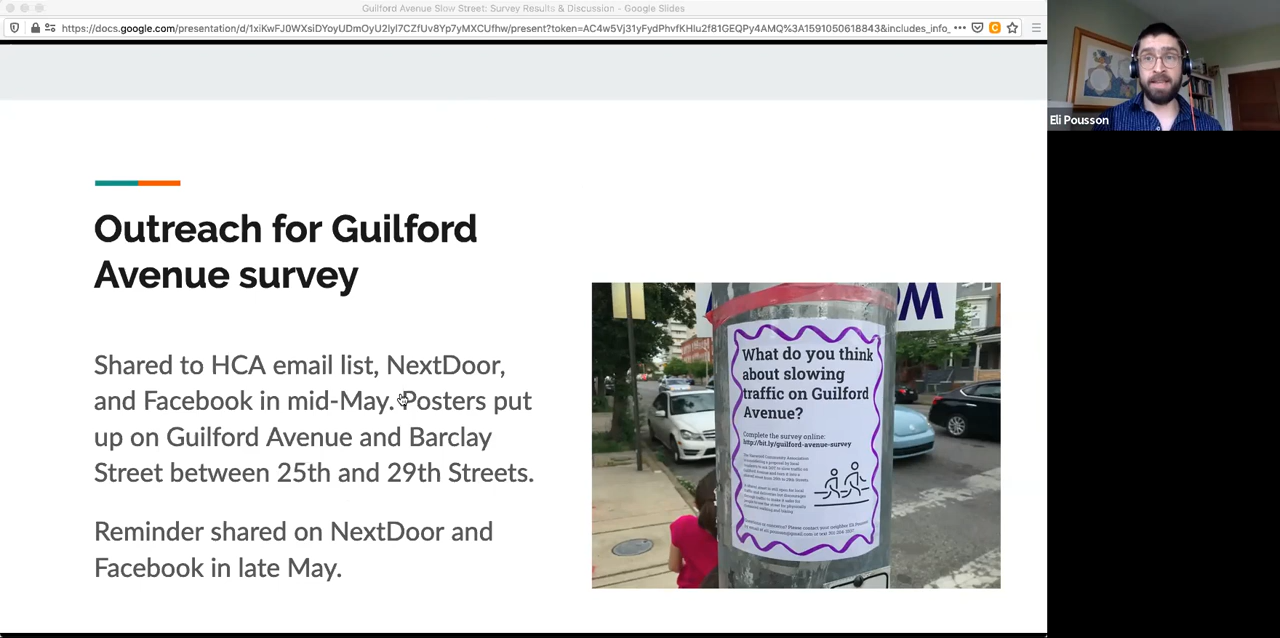 Guilford Avenue Slow Street: Survey Results & Discussion - Google Slides
Eli Pousson
Outreach for Guilford
Avenue survey
Shared to HCA email list, NextDoor,
and Facebook in mid-May. Posters put
up on Guilford Avenue and Barclay
Street between 25th and 29th Streets.
Reminder shared on NextDoor and
Facebook in late May.
What do you think
about slowing
traffic on Guilford
Avenue?
Complete the survey online:
http://bit.ly/guilford-avenue-survey